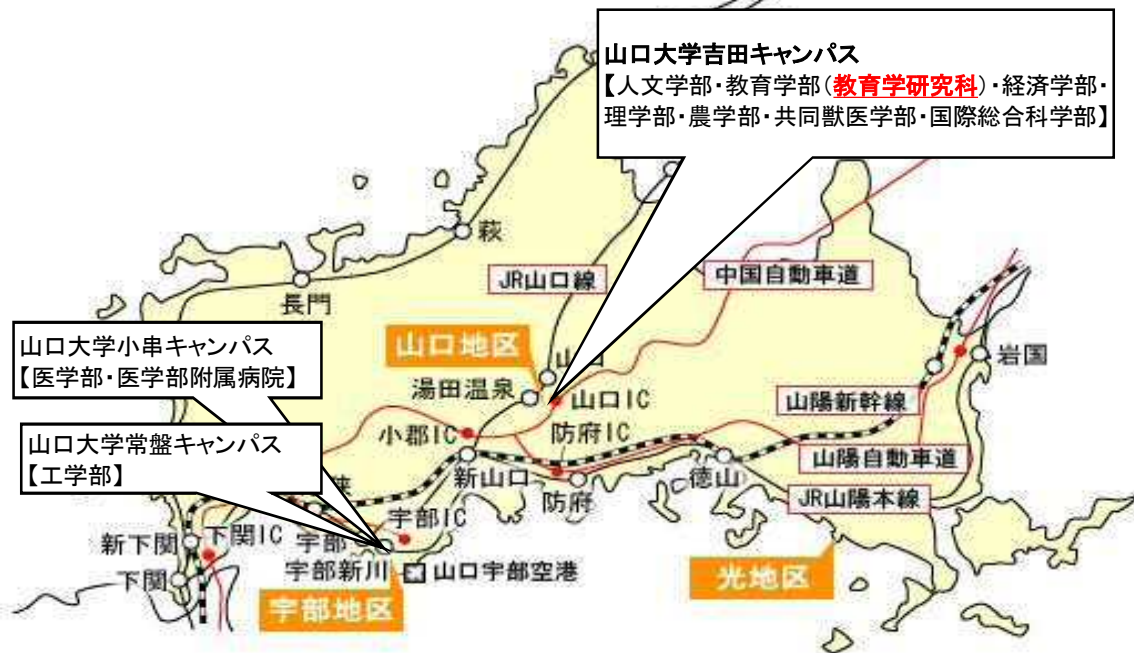 山口大学吉田キャンパス
【人文学部・教育学部（教育学研究科）・経済学部・
理学部・農学部・共同獣医学部・国際総合科学部】
萩
JR山口線
中国自動車道
長門
山口大学小串キャンパス
【医学部・医学部附属病院】
山口地区
岩国
湯田温泉
山口IC
山陽新幹線
山口大学常盤キャンパス
【工学部】
小郡IC
防府IC
新山口
徳山
山陽自動車道
防府
JR山陽本線
宇部IC
新下関
下関IC
宇部
宇部新川
山口宇部空港
下関
光地区
宇部地区